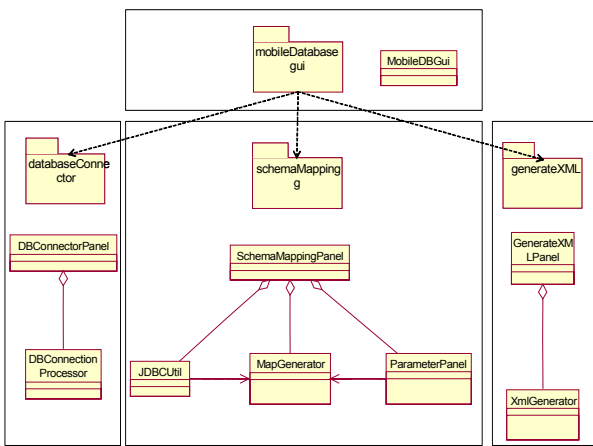 mobileDatabase
gui
MobileDBGui
databaseConne
ctor
schemaMappin
g
generateXML
DBConnectorPanel
SchemaMappingPanel
GenerateXM
LPanel
DBConnection
Processor
JDBCUtil
MapGenerator
ParameterPanel
XmlGenerator